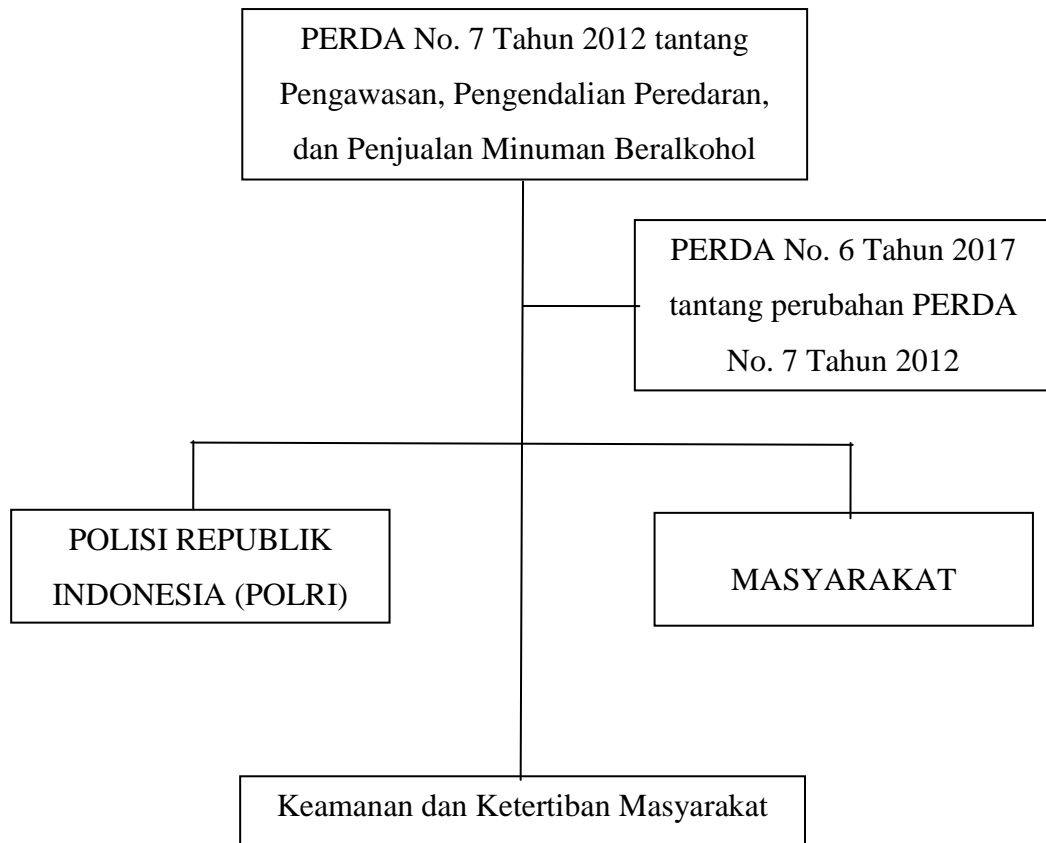 PERDA No. 7 Tahun 2012 tantang
Pengawasan, Pengendalian Peredaran,
dan Penjualan Minuman Beralkohol
PERDA No. 6 Tahun 2017
tantang perubahan PERDA
No. 7 Tahun 2012
POLISI REPUBLIK
INDONESIA (POLRI)
MASYARAKAT
Keamanan dan Ketertiban Masyarakat